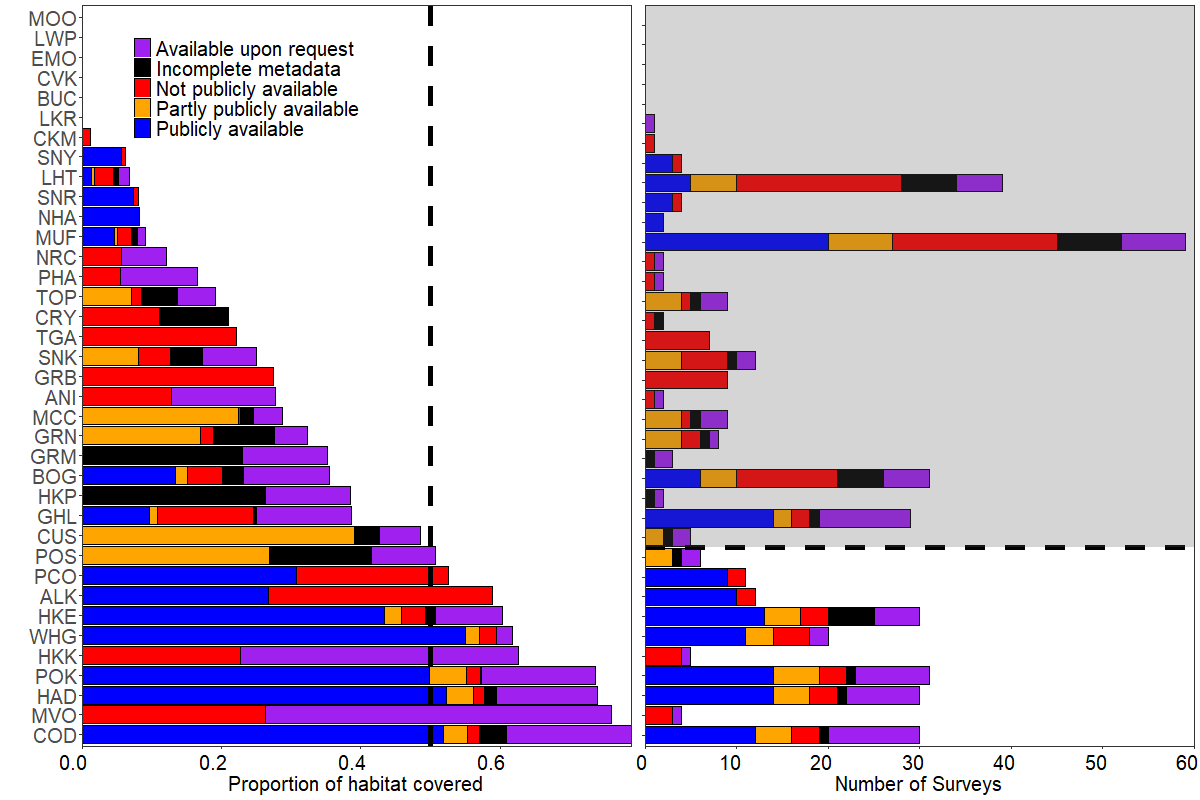 MOO
LWP
EMO
CVK
BUC
LKR
CKM
SNY
LHT
SNR
NHA
MUF
NRC
PHA
TOP
CRY
TGA
SNK
GRB
ANI
MCC
GRN
GRM
BOG
HKP
GHL
CUS
POS
PCO
ALK
HKE
WHG
HKK
POK
HAD
MVO
COD
Available upon request
Incomplete metadata
Not publicly available
Partly publicly available
Publicly available
0.0 0.2 0.4 0.6
Proportion of habitat covered
0 10 20 30 40 50 60
Number of Surveys